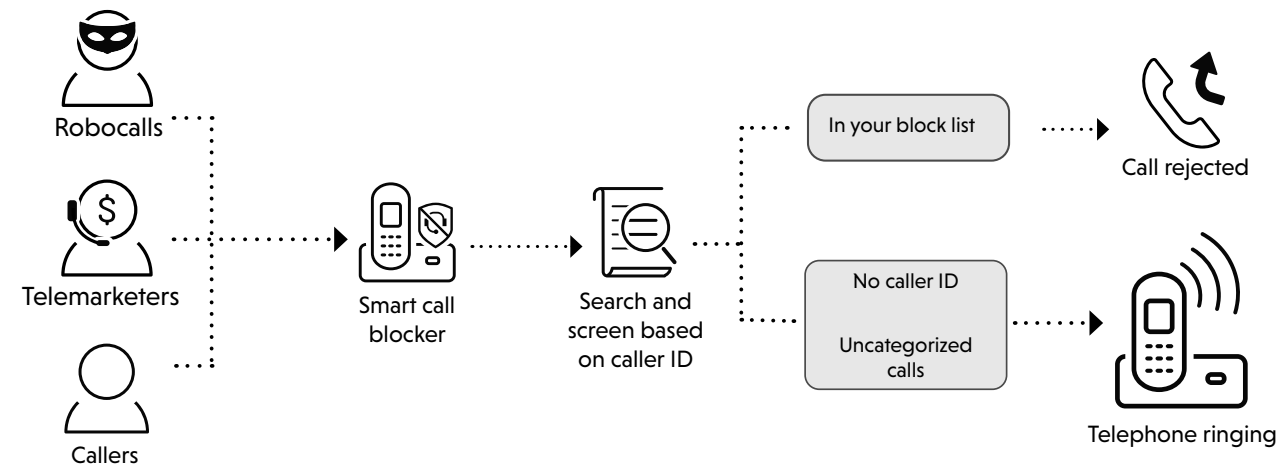 Robocalls
Telemarketers
Callers
Smart call
blocker
Search and
screen based
on caller ID
In your block list
No caller ID
Uncategorized
calls
Call rejected
Telephone ringing
$